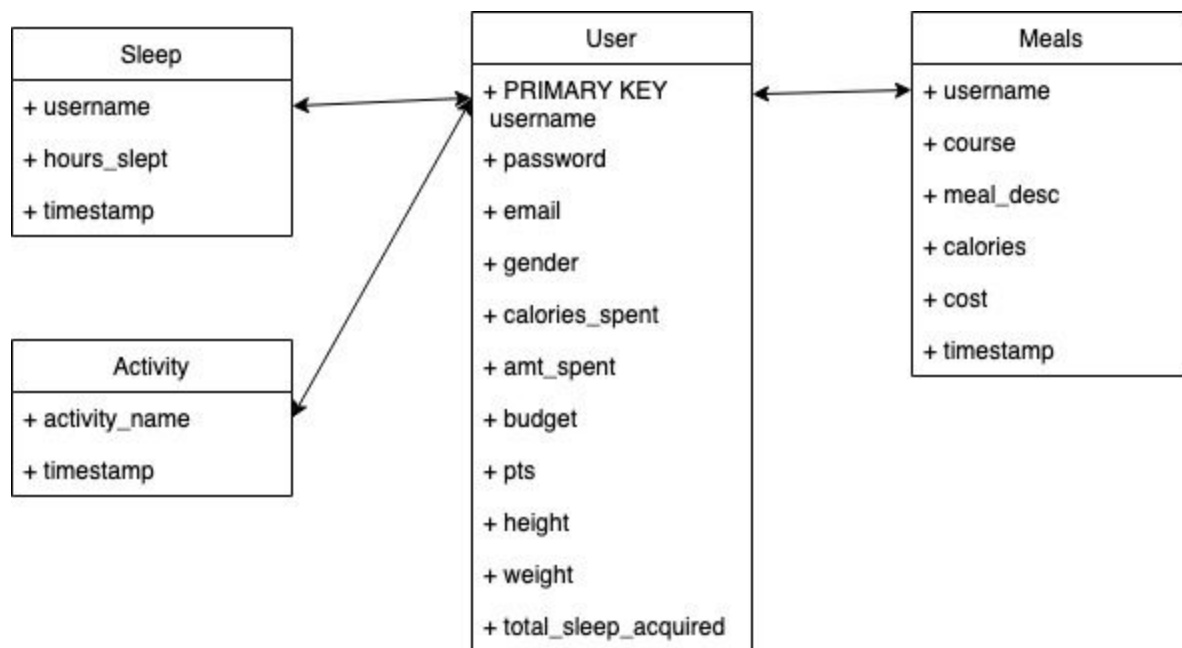 Sleep
+ username
+ hours_slept
+ timestamp
Activity
+ activity_name
+ timestamp
User
+ PRIMARY KEY
username
+ password
+ email
+ gender
+ calories_spent
+ amt_spent
+ budget
+ pts
+ height
+ weight
+ total_sleep_acquired
Meals
+ username
+ course
+ meal_desc
+ calories
+ cost
+ timestamp